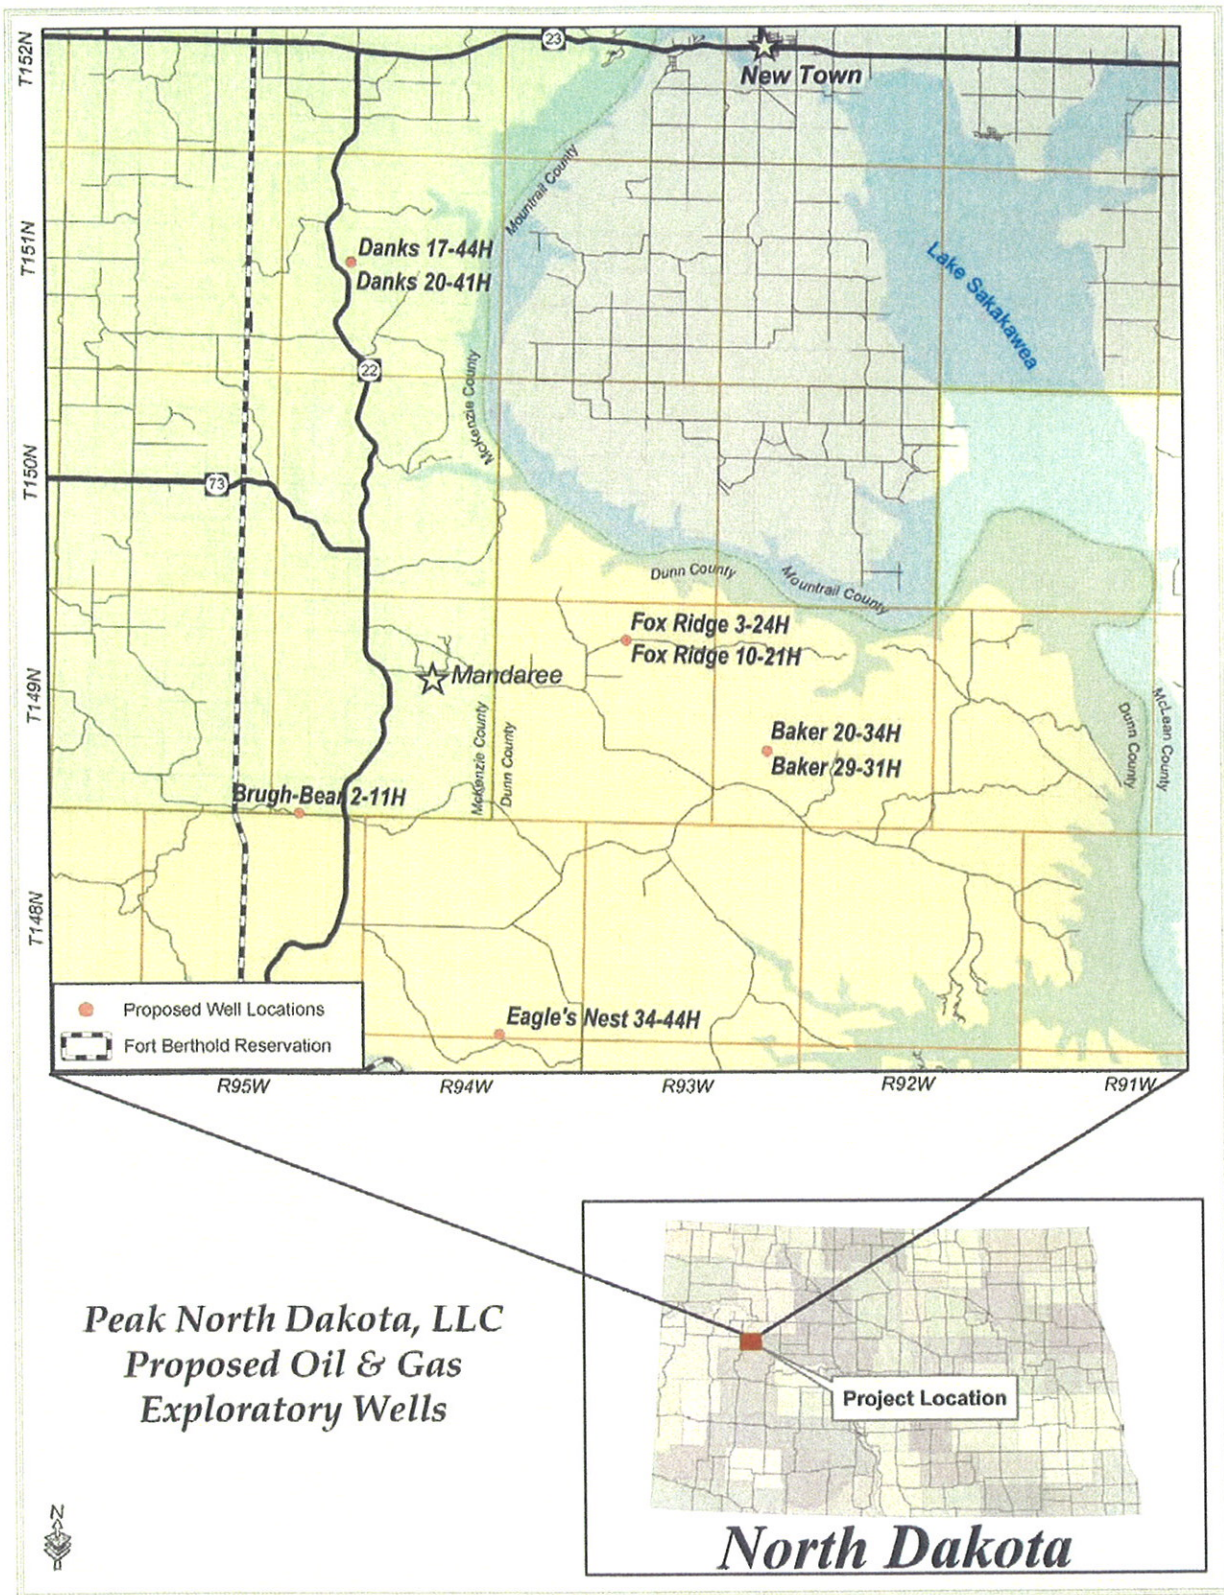 T152N
23
New Town
Mountrail County
T151N
Danks 17-44H
Danks 20-41H
Lake Sakakawea
22
McKenzie County
T150N
73
Dunn County
Mountrail County
Fox Ridge 3-24H
Fox Ridge 10-21H
T149N
Mandaree
McKenzie County
Dunn County
Baker 20-34H
Baker 29-31H
Dunn County
McLean County
Brugh-Bear 2-11H
T148N
Proposed Well Locations
Fort Berthold Reservation
Eagle's Nest 34-44H
R95W
R94W
R93W
R92W
R91W
Peak North Dakota, LLC
Proposed Oil & Gas
Exploratory Wells
Project Location
N
North Dakota